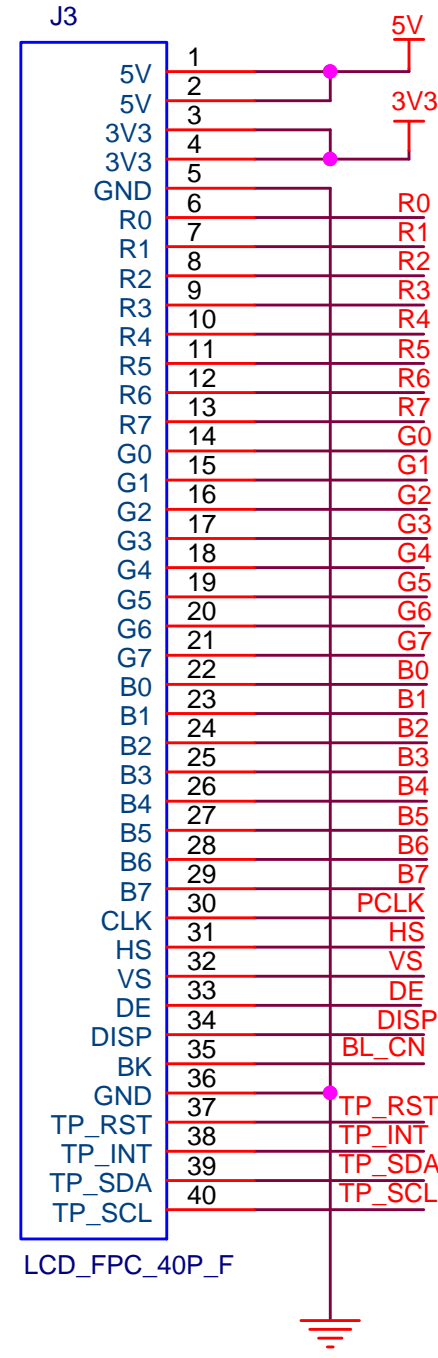 J3
5V
1
5V
5V
2
3V3
3
3V3
3V3
4
GND
5
R0
6
R0
R1
7
R1
R2
8
R2
R3
9
R3
R4
10
R4
R5
11
R5
R6
12
R6
R7
13
R7
G0
14
G0
G1
15
G1
G2
16
G2
G3
17
G3
G4
18
G4
G5
19
G5
G6
20
G6
G7
21
G7
B0
22
B0
B1
23
B1
B2
24
B2
B3
25
B3
B4
26
B4
B5
27
B5
B6
28
B6
B7
29
B7
CLK
30
PCLK
HS
31
HS
VS
32
VS
DE
33
DE
DISP
34
DISP
BK
35
BL_CN
GND
36
TP_RST
37
TP_RST
TP_INT
38
TP_INT
TP_SDA
39
TP_SDA
TP_SCL
40
TP_SCL
LCD_FPC_40P_F